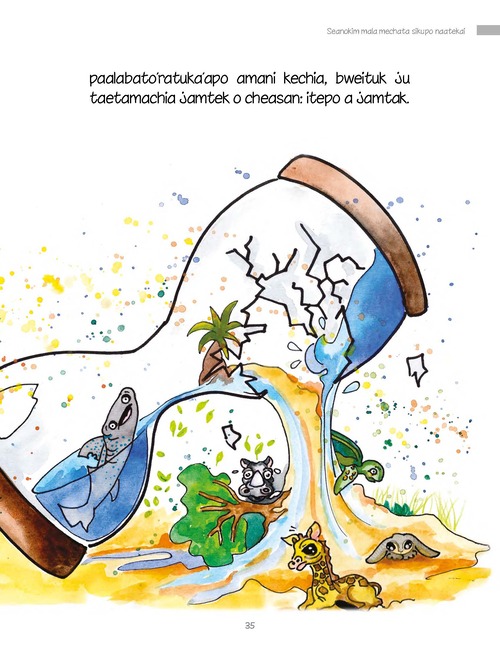 Seanokim mala mechata sikupo naatekai
paalabato'ratuka'apo amani kechia, bweituk ju
taetamachia jamtek o cheasan: itepo a jamtak.
35